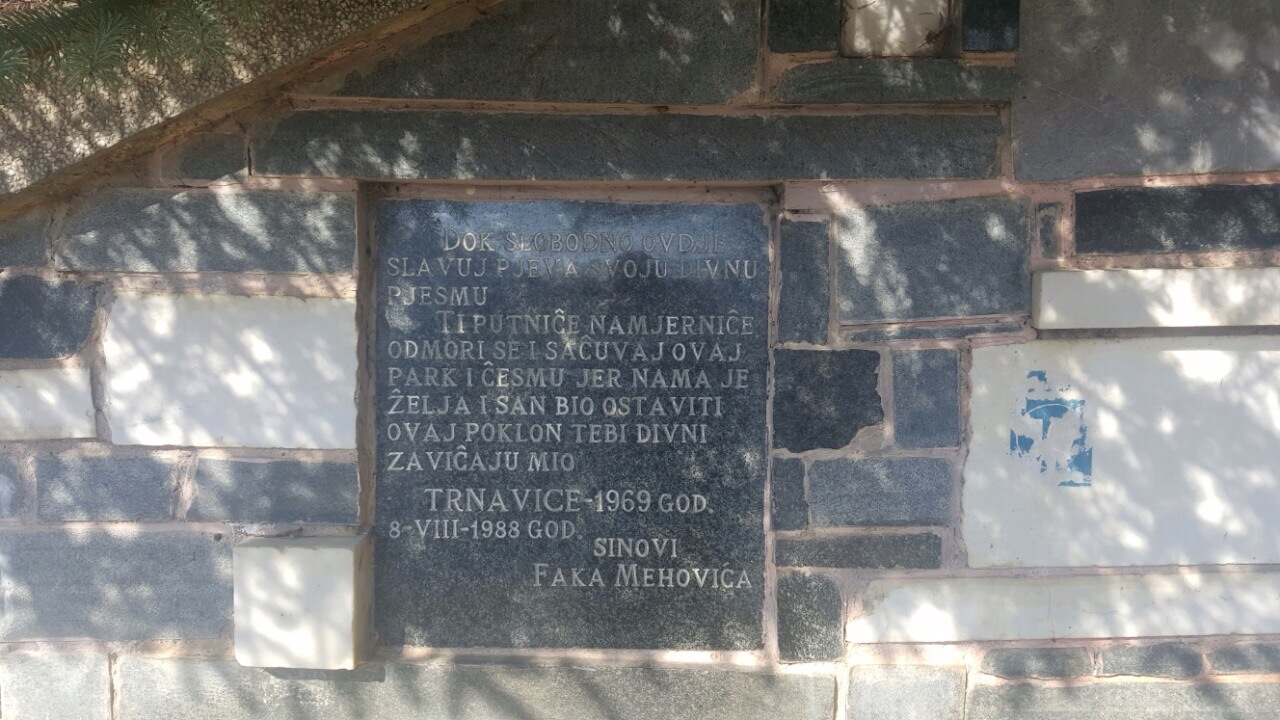 DOK SLOBODNO OVDJE
SLAVUJ PJEVA SVOJU DIVNU
PJESMU
TI PUTNIČE NAMJERNIČE
ODMORI SE I SAČUVAJ OVAJ
PARK I ČESMU JER NAMA JE
ŽELJA I SAN BIO OSTAVITI
OVAJ POKLON TEBI DIVNI
ZAVIČAJU MIO
TRNAVICE-1969 GOD.
8-VIII-1988 GOD.
SINOVI
FAKA MEHOVIĆA